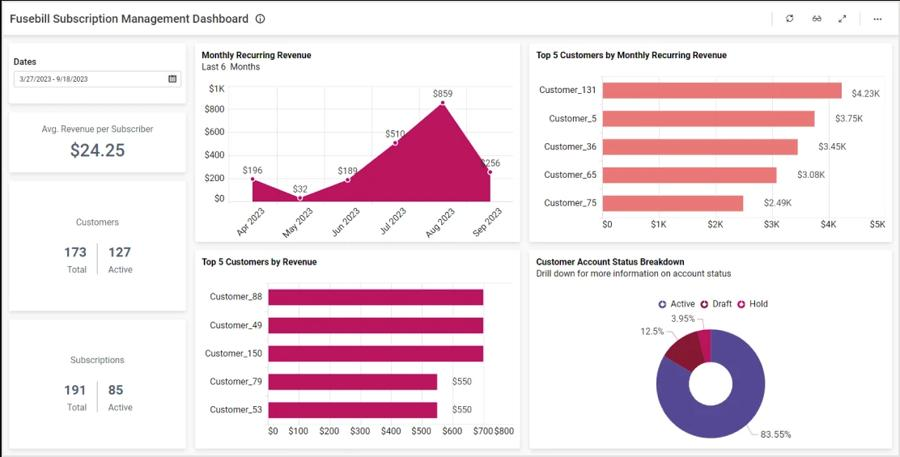 Fusebill Subscription Management Dashboard
Dates
3/27/2023 - 9/18/2023
Avg. Revenue per Subscriber
$24.25
Customers
173 127
Total Active
Subscriptions
191 85
Total Active
Monthly Recurring Revenue
Last 6 Months
$1K
$800
$600
$400
$200
$0
$196
$32
$189
$510
$859
$256
Apr 2023
May 2023
Jun 2023
Jul 2023
Aug 2023
Sep 2023
Top 5 Customers by Monthly Recurring Revenue
Customer_131 $4.23K
Customer_5 $3.75K
Customer_36 $3.45K
Customer_65 $3.08K
Customer_75 $2.49K
$0 $1K $2K $3K $4K $5K
Top 5 Customers by Revenue
Customer_88
Customer_49
Customer_150
Customer_79 $550
Customer_53 $550
$0 $100 $200 $300 $400 $500 $600 $700 $800
Customer Account Status Breakdown
Drill down for more information on account status
Active Draft Hold
3.95%
12.5%
83.55%